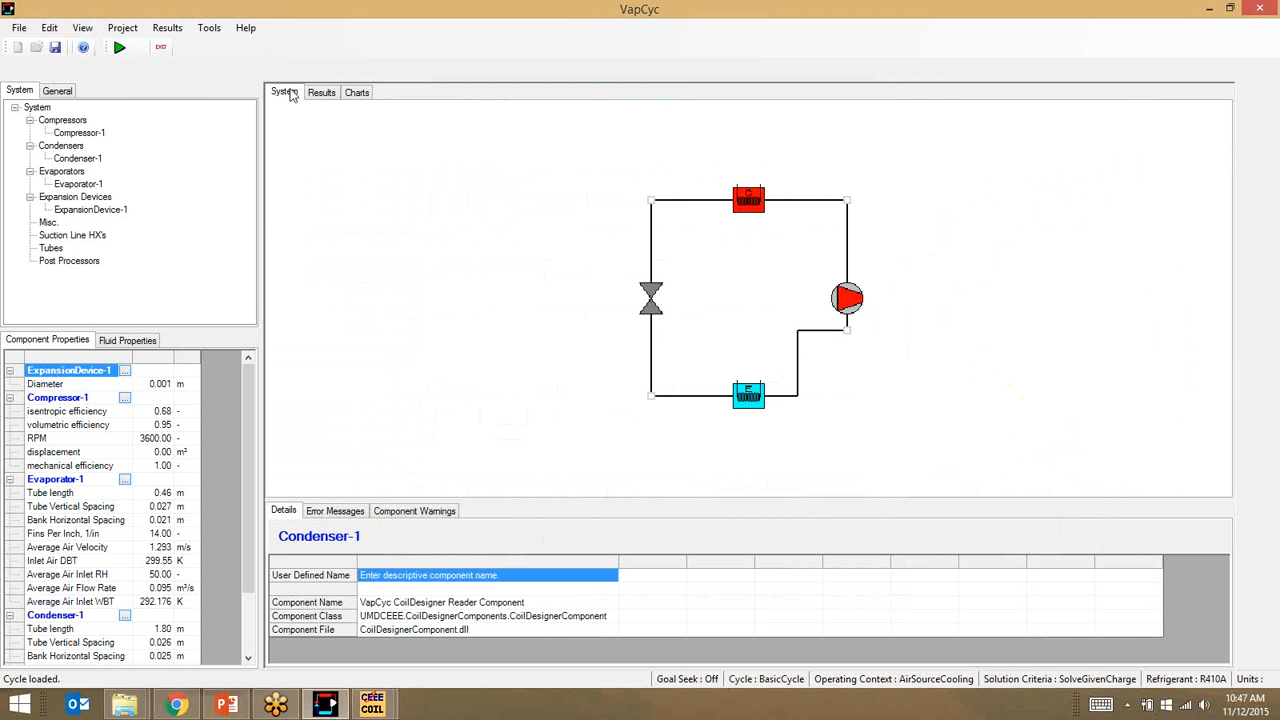 VapCyc
File Edit View Project Results Tools Help
EXIT
System General
System Results Charts
System
Compressors
Compressor-1
Condensers
Condenser-1
Evaporators
Evaporator-1
Expansion Devices
ExpansionDevice-1
Misc.
Suction Line HX's
Tubes
Post Processors
C
E
Component Properties Fluid Properties
ExpansionDevice-1 ...
Diameter 0.001 m
Compressor-1 ...
isentropic efficiency 0.68 -
volumetric efficiency 0.95 -
RPM 3600.00 -
displacement 0.00 m³
mechanical efficiency 1.00 -
Evaporator-1 ...
Tube length 0.46 m
Tube Vertical Spacing 0.027 m
Bank Horizontal Spacing 0.021 m
Fins Per Inch, 1/in 14.00 -
Average Air Velocity 1.293 m/s
Inlet Air DBT 299.55 K
Average Air Inlet RH 50.00 -
Average Air Flow Rate 0.095 m³/s
Average Air Inlet WBT 292.176 K
Condenser-1 ...
Tube length 1.80 m
Tube Vertical Spacing 0.026 m
Bank Horizontal Spacing 0.025 m
Details Error Messages Component Warnings
Condenser-1
User Defined Name Enter descriptive component name.
Component Name VapCyc CoilDesigner Reader Component
Component Class UMDCEEE.CoilDesignerComponents.CoilDesignerComponent
Component File CoilDesignerComponent.dll
Cycle loaded. Goal Seek : Off Cycle : BasicCycle Operating Context : AirSourceCooling Solution Criteria : SolveGivenCharge Refrigerant : R410A Units :
CEEE
COIL
10:47 AM
11/12/2015